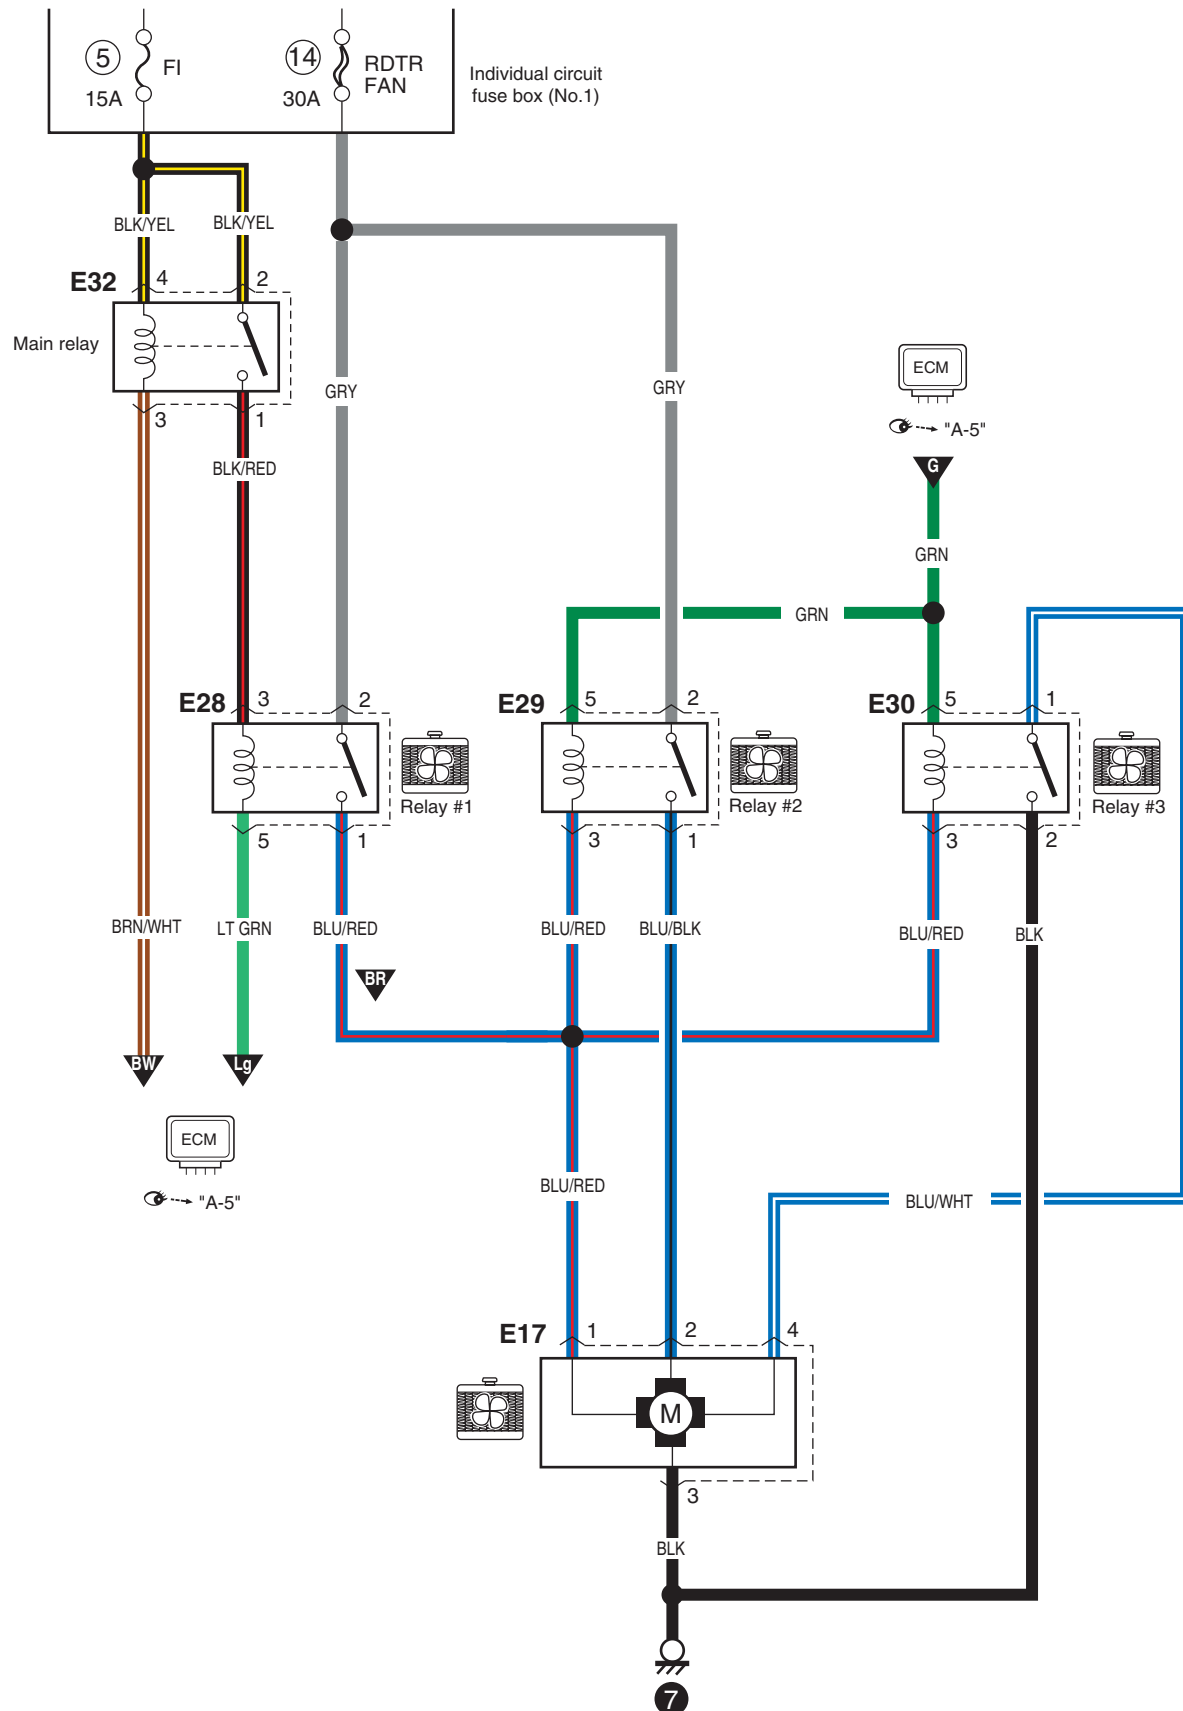 5
FI
15A
14
RDTR
FAN
30A
Individual circuit
fuse box (No.1)
BLK/YEL
BLK/YEL
E32
4
2
Main relay
3
1
GRY
GRY
BLK/RED
ECM
"A-5"
G
GRN
GRN
E28
3
2
E29
5
2
E30
5
1
Relay #1
Relay #2
Relay #3
5
1
3
1
3
2
BRN/WHT
LT GRN
BLU/RED
BLU/RED
BLU/BLK
BLU/RED
BLK
BR
BW
Lg
ECM
"A-5"
BLU/RED
BLU/WHT
E17
1
2
4
M
3
BLK
7